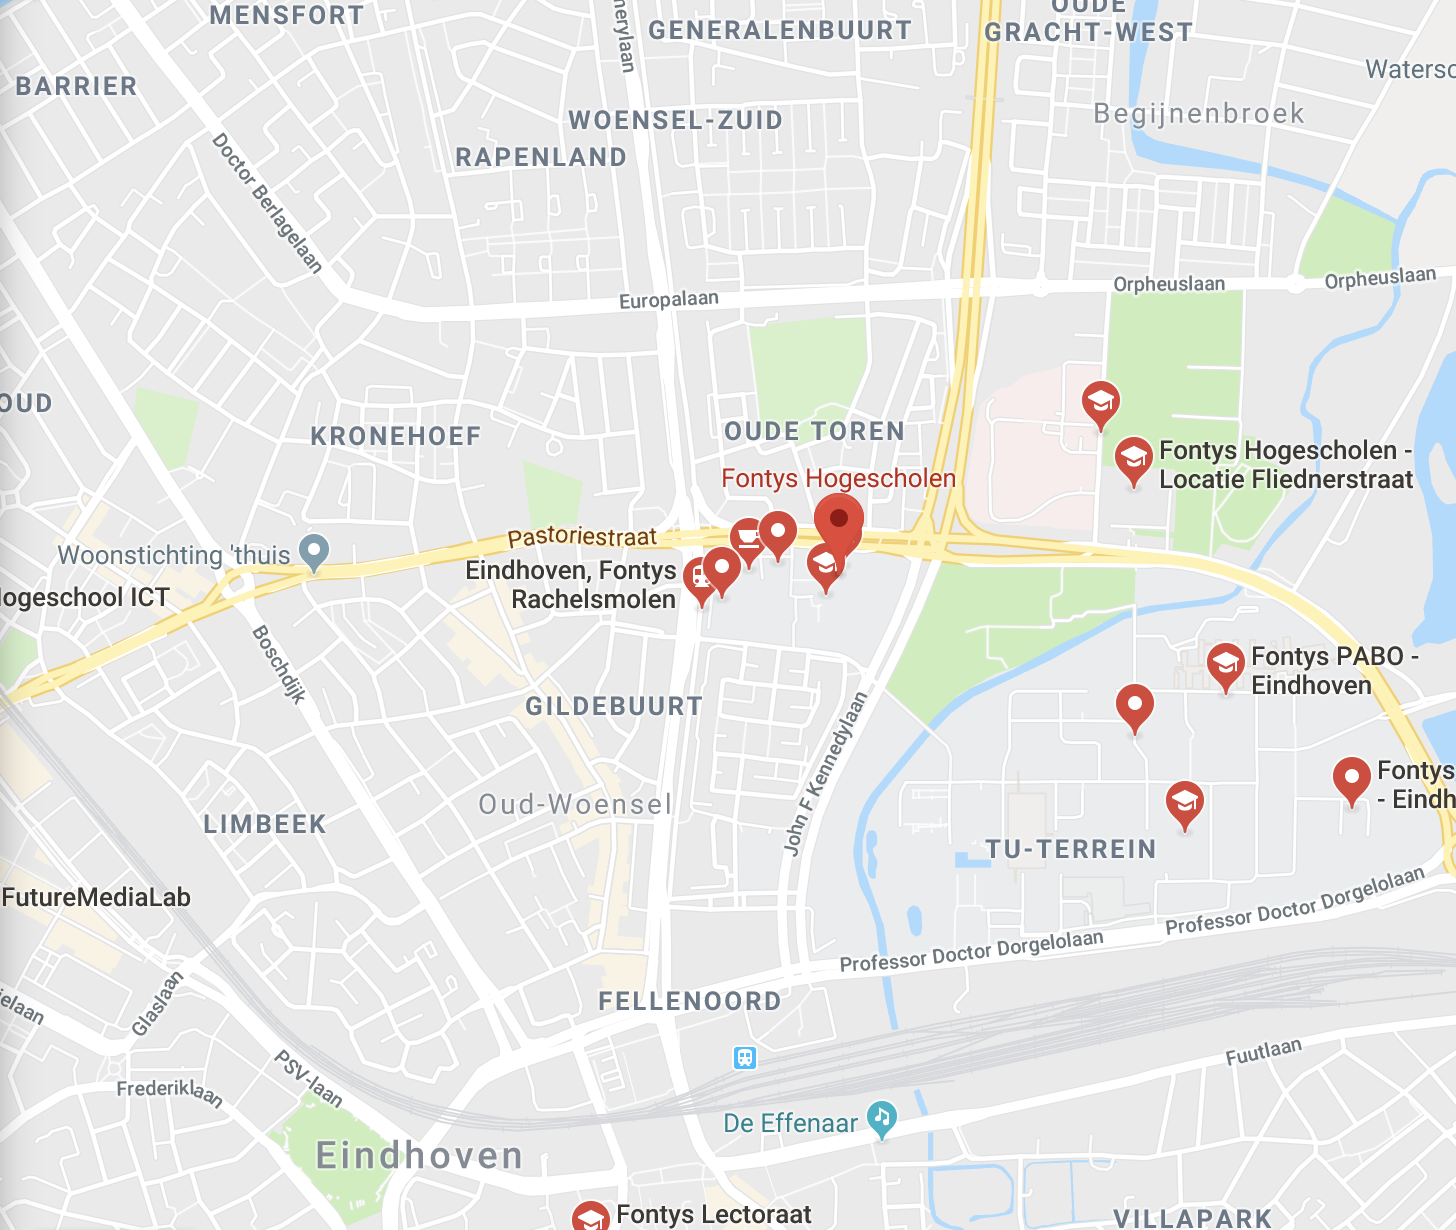 MENSFORT
OUDE
GRACHT-WEST
GENERALENBUURT
nerylaan
Watersc
BARRIER
Begijnenbroek
WOENSEL-ZUID
RAPENLAND
Doctor Berlagelaan
Orpheuslaan
Orpheuslaan
Europalaan
OUD
KRONEHOEF
OUDE TOREN
Fontys Hogescholen -
Locatie Fliednerstraat
Fontys Hogescholen
Pastoriestraat
Woonstichting 'thuis
Eindhoven, Fontys
Rachelsmolen
ogeschool ICT
Boschdijk
Fontys PABO -
Eindhoven
GILDEBUURT
John F Kennedylaan
Fontys
- Eindh
Oud-Woensel
LIMBEEK
TU-TERREIN
FutureMediaLab
Professor Doctor Dorgelolaan
Professor Doctor Dorgelolaan
FELLENOORD
Glaslaan
ielaan
PSV-laan
Fuutlaan
Frederiklaan
De Effenaar
Eindhoven
Fontys Lectoraat
VILLAPARK